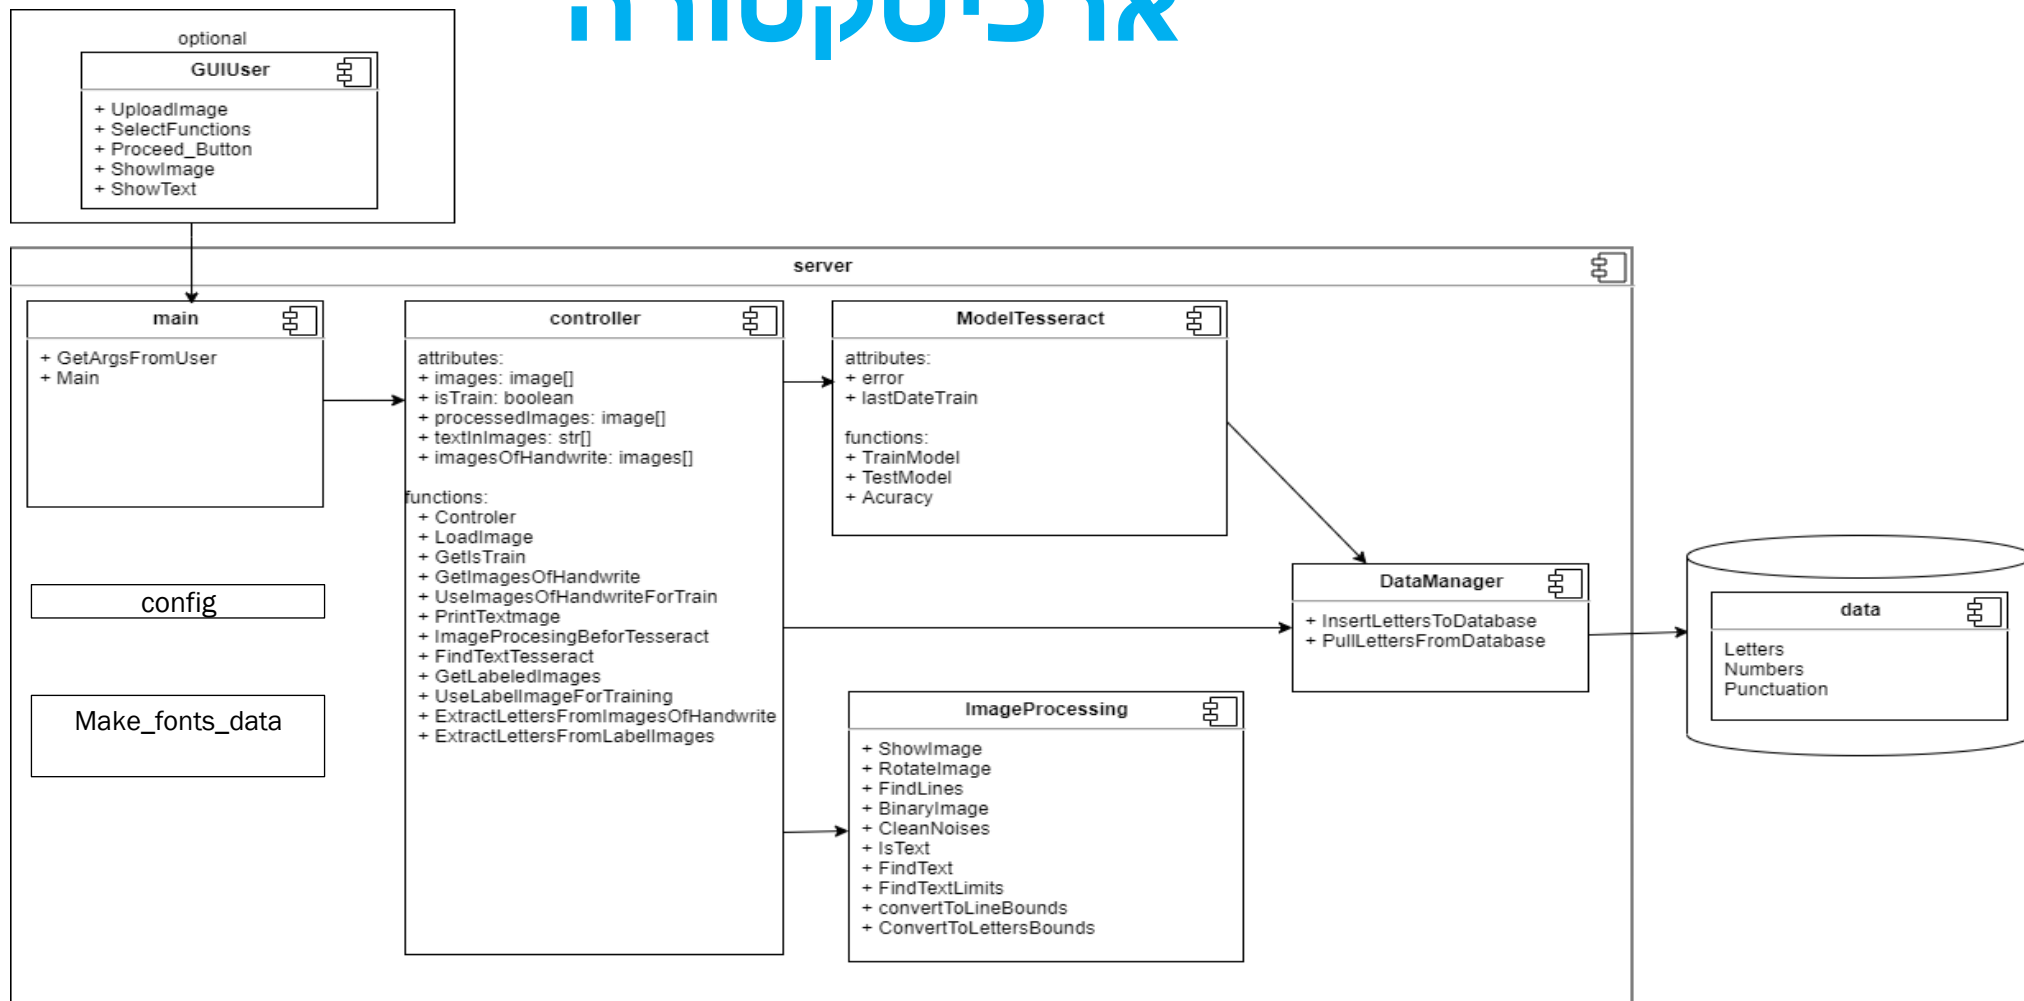 ארכיטקטורה
optional
GUIUser
+ UploadImage
+ SelectFunctions
+ Proceed_Button
+ ShowImage
+ ShowText
server
main
+ GetArgsFromUser
+ Main
config
Make_fonts_data
controller
attributes:
+ images: image[]
+ isTrain: boolean
+ processedImages: image[]
+ textInImages: str[]
+ imagesOfHandwrite: images[]
functions:
+ Controler
+ LoadImage
+ GetIsTrain
+ GetImagesOfHandwrite
+ UseImagesOfHandwriteForTrain
+ PrintTextmage
+ ImageProcesingBeforTesseract
+ FindTextTesseract
+ GetLabeledImages
+ UseLabelImageForTraining
+ ExtractLettersFromImagesOfHandwrite
+ ExtractLettersFromLabelImages
ModelTesseract
attributes:
+ error
+ lastDateTrain
functions:
+ TrainModel
+ TestModel
+ Acuracy
ImageProcessing
+ ShowImage
+ RotateImage
+ FindLines
+ BinaryImage
+ CleanNoises
+ IsText
+ FindText
+ FindTextLimits
+ convertToLineBounds
+ ConvertToLettersBounds
DataManager
+ InsertLettersToDatabase
+ PullLettersFromDatabase
data
Letters
Numbers
Punctuation